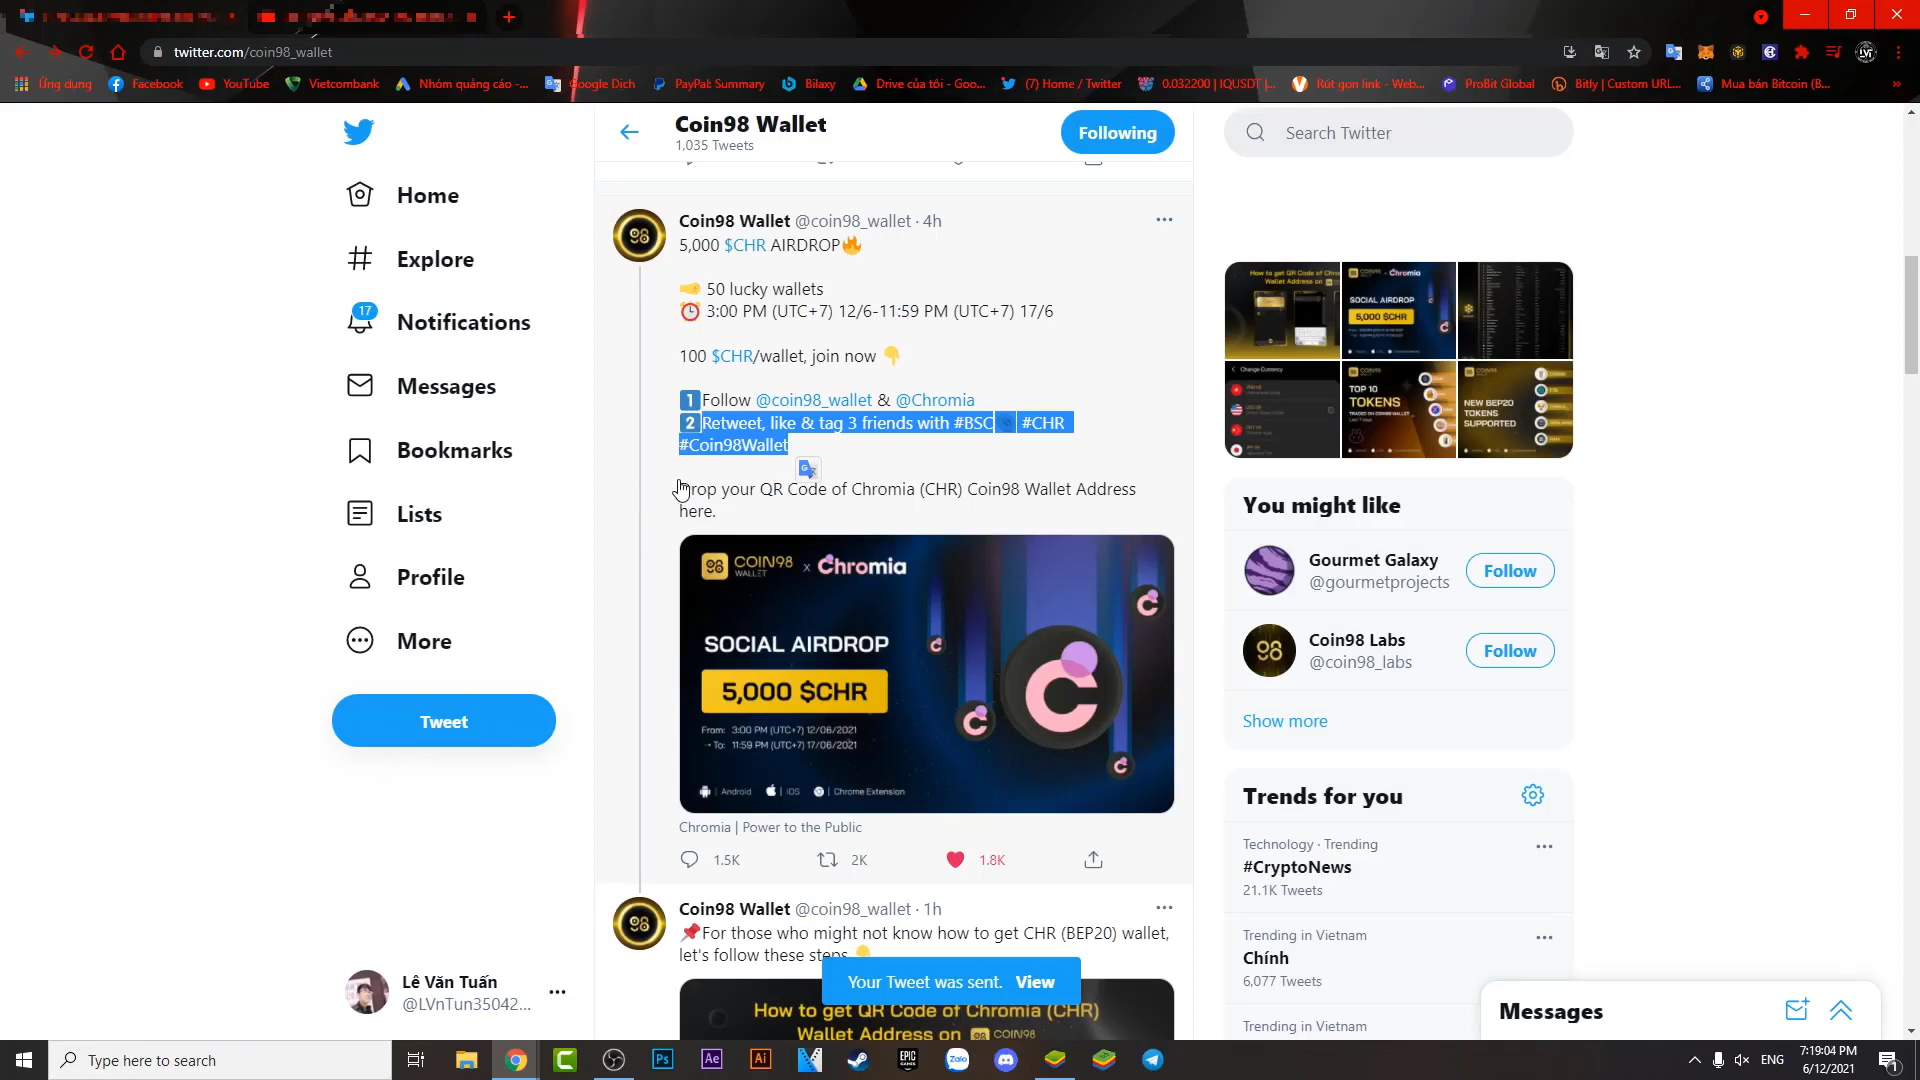 twitter.com/coin98_wallet
Ứng dụng
Facebook
YouTube
Vietcombank
Nhóm quảng cáo -...
Google Dịch
PayPal: Summary
Bilaxy
Drive của tôi - Goo...
(7) Home / Twitter
0.032200 | IQUSDT |...
Rút gọn link - Web...
ProBit Global
Bitly | Custom URL...
Mua bán Bitcoin (B...
Home
Explore
17
Notifications
Messages
Bookmarks
Lists
Profile
More
Tweet
Lê Văn Tuấn
@LVnTun35042...
Coin98 Wallet
1,035 Tweets
Following
Coin98 Wallet @coin98_wallet · 4h
5,000 $CHR AIRDROP🔥
🤜 50 lucky wallets
⏰ 3:00 PM (UTC+7) 12/6-11:59 PM (UTC+7) 17/6
100 $CHR/wallet, join now 👇
1 Follow @coin98_wallet & @Chromia
2 Retweet, like & tag 3 friends with #BSC #CHR
#Coin98Wallet
Drop your QR Code of Chromia (CHR) Coin98 Wallet Address
here.
COIN98 WALLET x Chromia
SOCIAL AIRDROP
5,000 $CHR
From: 3:00 PM (UTC+7) 12/06/2021
To: 11:59 PM (UTC+7) 17/06/2021
Android | iOS | Chrome Extension
Chromia | Power to the Public
1.5K 2K 1.8K
Coin98 Wallet @coin98_wallet · 1h
📌For those who might not know how to get CHR (BEP20) wallet,
let's follow these steps 👇
Your Tweet was sent. View
How to get QR Code of Chromia (CHR)
Wallet Address on COIN98
Search Twitter
SOCIAL AIRDROP
5,000 $CHR
Change Currency
TOP 10
TOKENS
NEW BEP20
TOKENS
SUPPORTED
You might like
Gourmet Galaxy
@gourmetprojects
Follow
Coin98 Labs
@coin98_labs
Follow
Show more
Trends for you
Technology · Trending
#CryptoNews
21.1K Tweets
Trending in Vietnam
Chính
6,077 Tweets
Trending in Vietnam
Messages
Type here to search
Ps
Ae
Ai
EPIC GAMES
Zalo
ENG
7:19:04 PM
6/12/2021
1